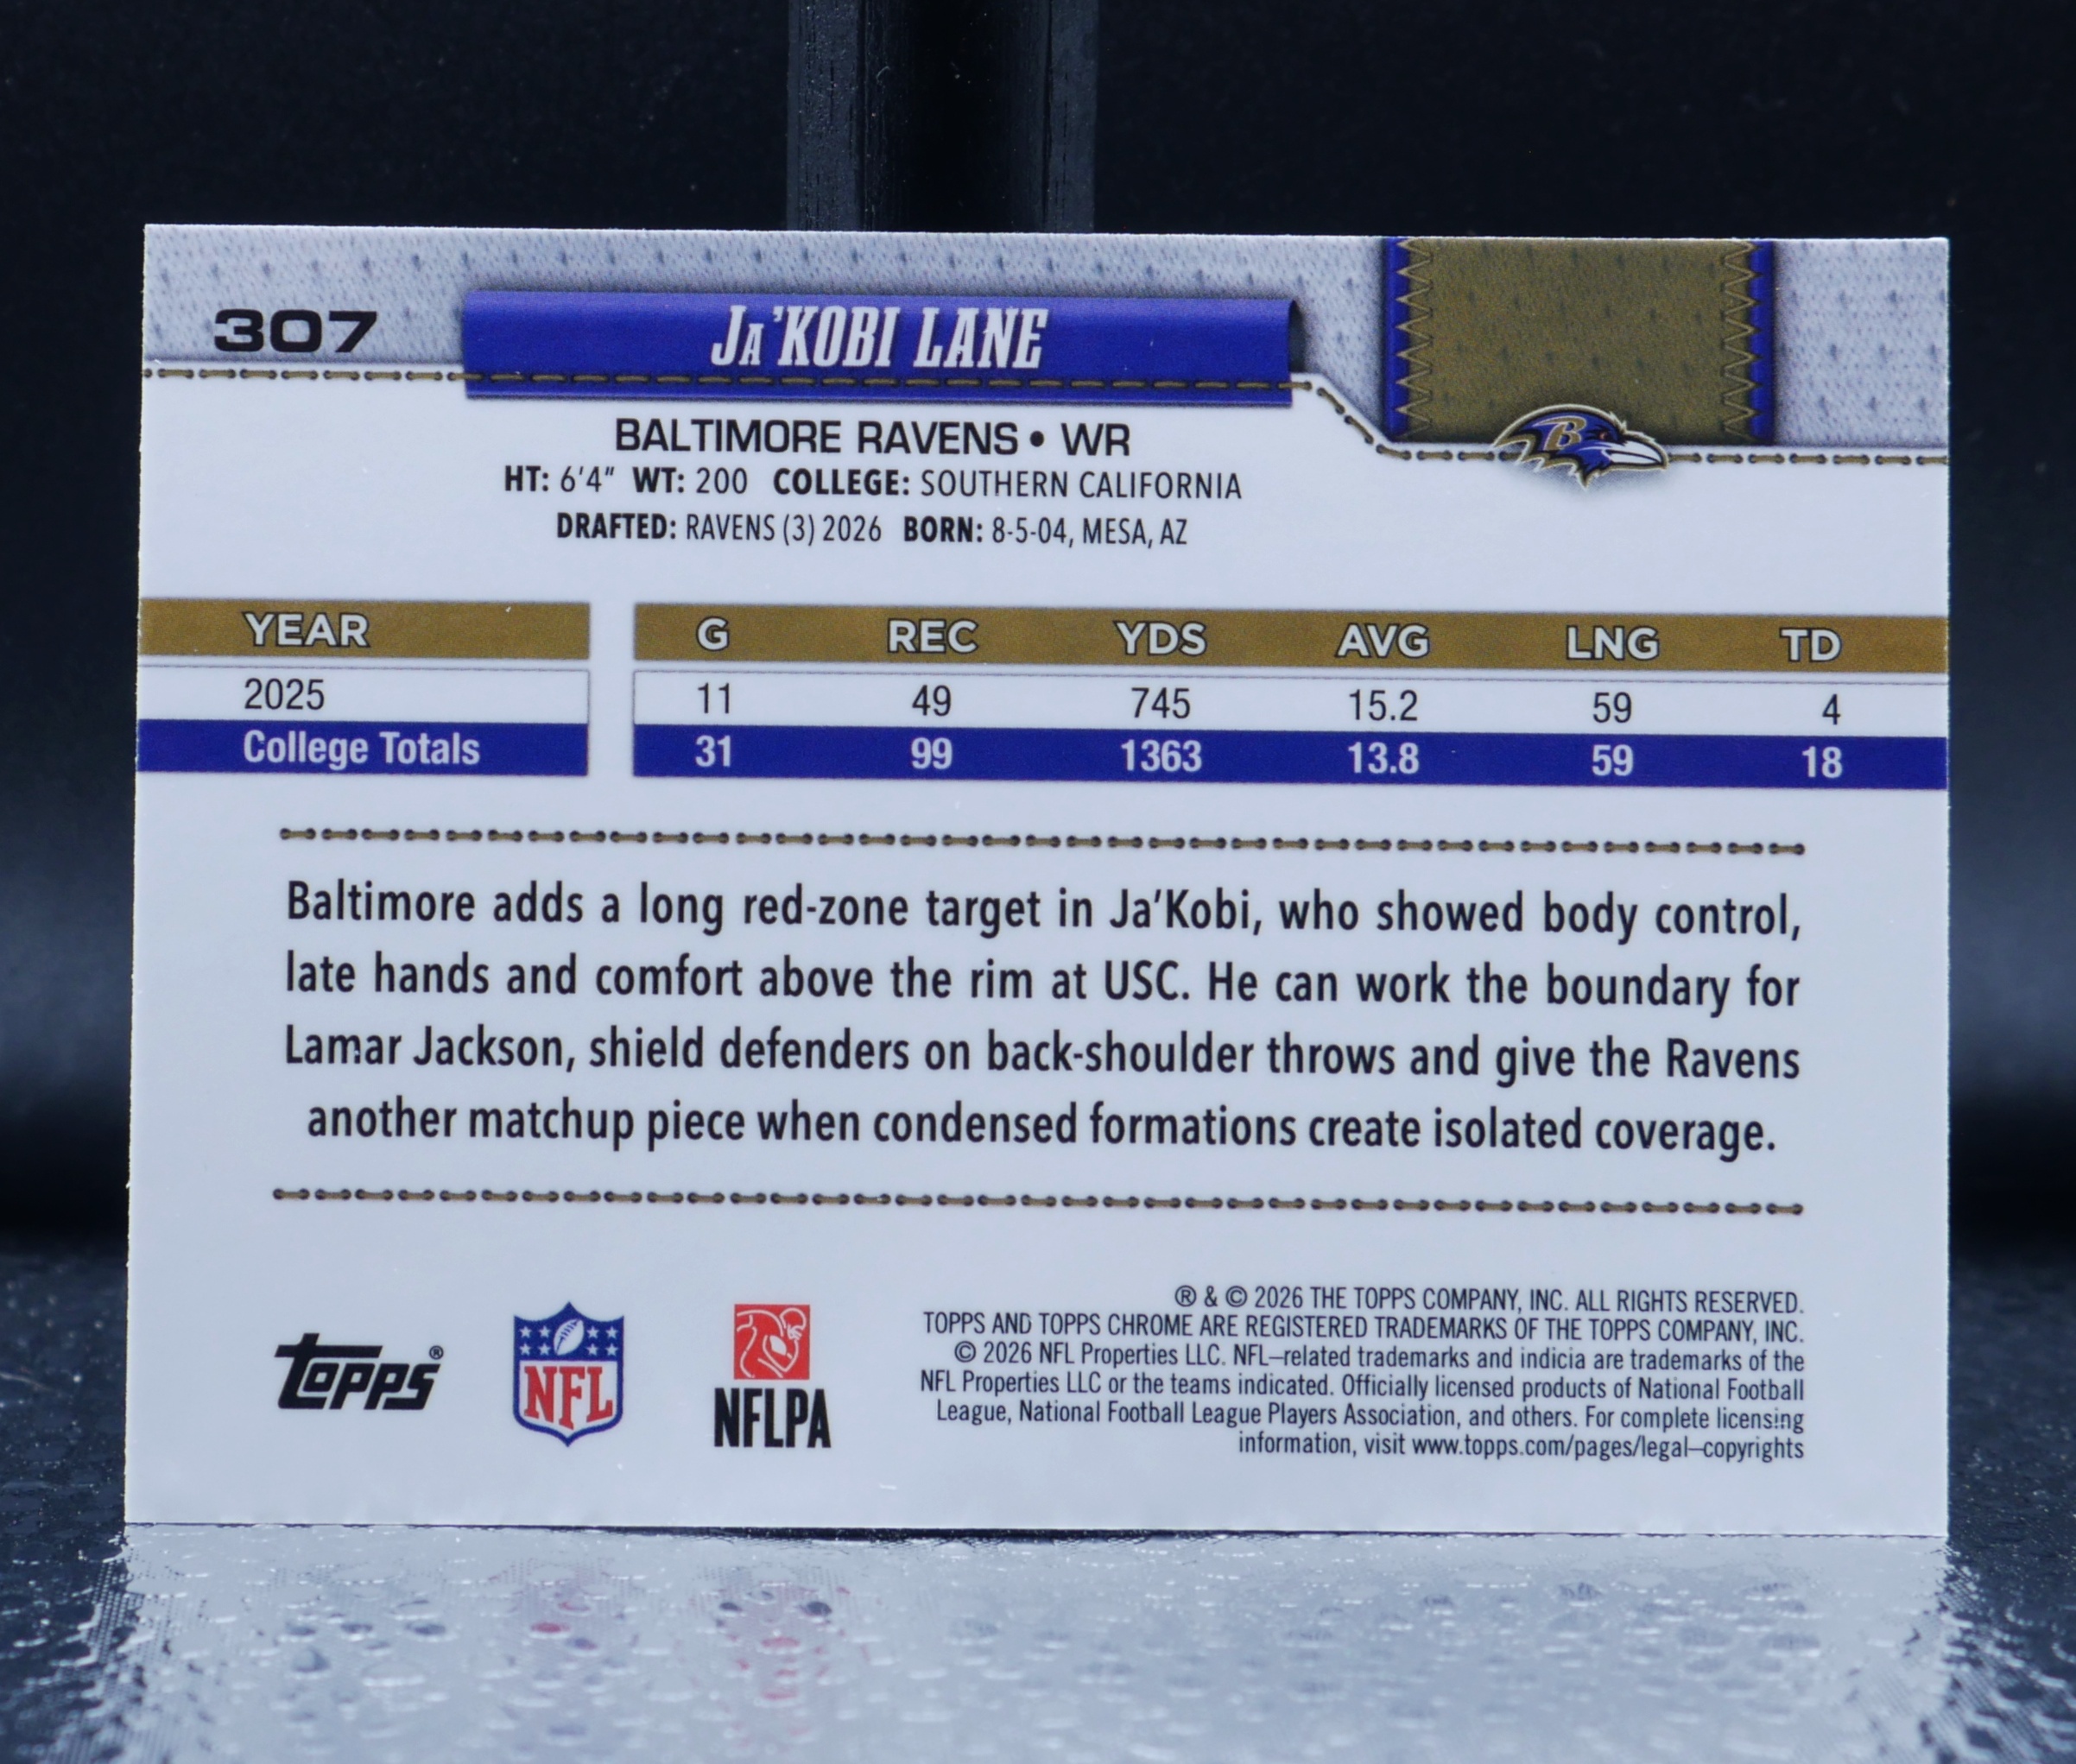 307
JA'KOBI LANE
BALTIMORE RAVENS • WR
HT: 6'4" WT: 200 COLLEGE: SOUTHERN CALIFORNIA
DRAFTED: RAVENS (3) 2026 BORN: 8-5-04, MESA, AZ
B
YEAR G REC YDS AVG LNG TD
2025 11 49 745 15.2 59 4
College Totals 31 99 1363 13.8 59 18
Baltimore adds a long red-zone target in Ja'Kobi, who showed body control,
late hands and comfort above the rim at USC. He can work the boundary for
Lamar Jackson, shield defenders on back-shoulder throws and give the Ravens
another matchup piece when condensed formations create isolated coverage.
topps®
NFL
NFLPA
® & © 2026 THE TOPPS COMPANY, INC. ALL RIGHTS RESERVED.
TOPPS AND TOPPS CHROME ARE REGISTERED TRADEMARKS OF THE TOPPS COMPANY, INC.
© 2026 NFL Properties LLC. NFL–related trademarks and indicia are trademarks of the
NFL Properties LLC or the teams indicated. Officially licensed products of National Football
League, National Football League Players Association, and others. For complete licensing
information, visit www.topps.com/pages/legal–copyrights